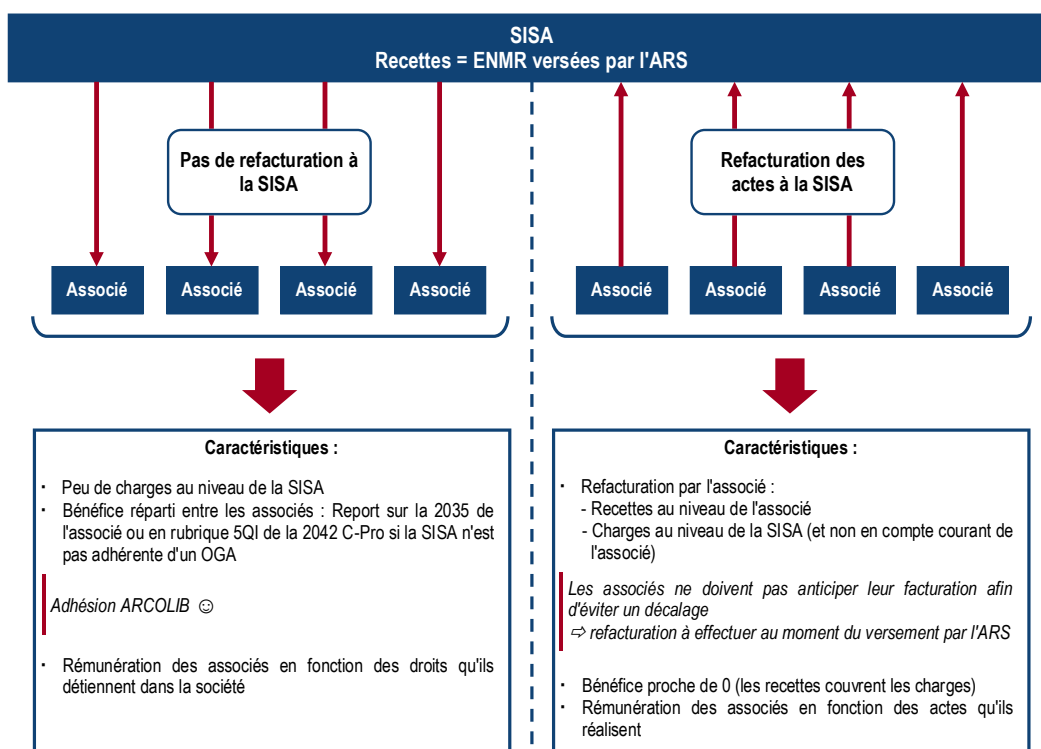 SISA
Recettes = ENMR versées par l'ARS
Pas de refacturation à
la SISA
Refacturation des
actes à la SISA
Associé
Associé
Associé
Associé
Associé
Associé
Associé
Associé
Caractéristiques :
· Peu de charges au niveau de la SISA
· Bénéfice réparti entre les associés : Report sur la 2035 de
l'associé ou en rubrique 5QI de la 2042 C-Pro si la SISA n'est
pas adhérente d'un OGA
Adhésion ARCOLIB ☺
· Rémunération des associés en fonction des droits qu'ils
détiennent dans la société
Caractéristiques :
· Refacturation par l'associé :
- Recettes au niveau de l'associé
- Charges au niveau de la SISA (et non en compte courant de
l'associé)
Les associés ne doivent pas anticiper leur facturation afin
d'éviter un décalage
⇨ refacturation à effectuer au moment du versement par l'ARS
· Bénéfice proche de 0 (les recettes couvrent les charges)
· Rémunération des associés en fonction des actes qu'ils
réalisent